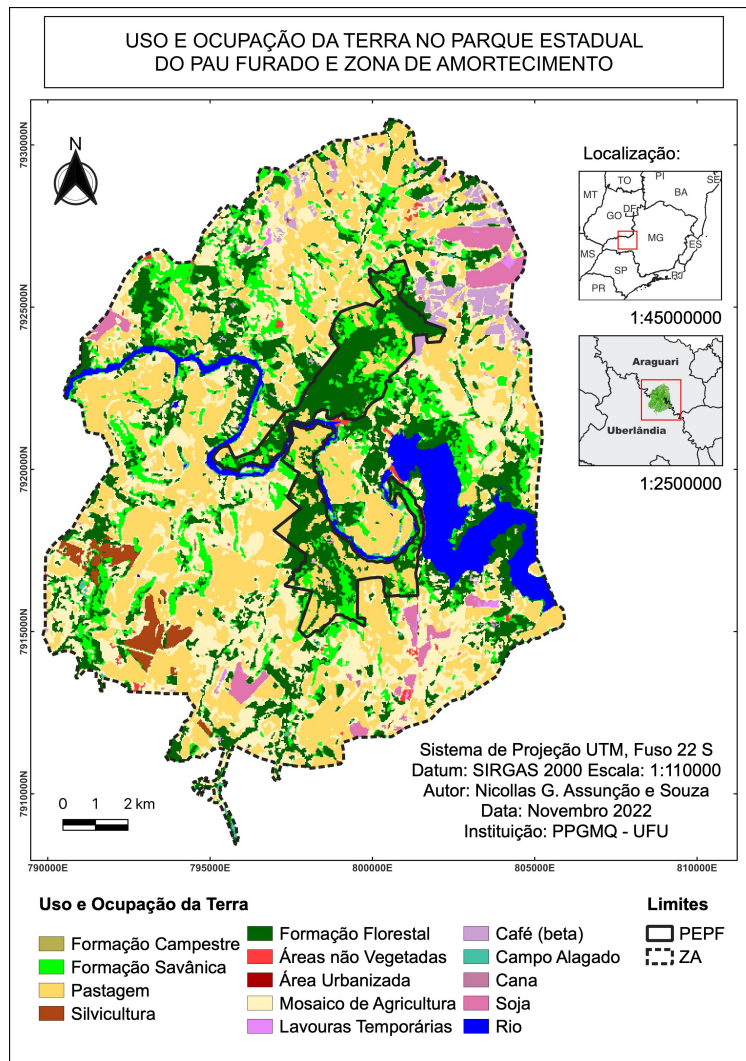 USO E OCUPAÇÃO DA TERRA NO PARQUE ESTADUAL
DO PAU FURADO E ZONA DE AMORTECIMENTO
N
7930000N
7925000N
7920000N
7915000N
7910000N
790000E
795000E
800000E
805000E
810000E
Localização:
TO
PI
SE
MT
BA
DF
GO
MG
ES
MS
SP
RJ
PR
1:45000000
Araguari
Uberlândia
1:2500000
Sistema de Projeção UTM, Fuso 22 S
Datum: SIRGAS 2000 Escala: 1:110000
Autor: Nicollas G. Assunção e Souza
Data: Novembro 2022
Instituição: PPGMQ - UFU
0 1 2 km
Uso e Ocupação da Terra
Formação Campestre
Formação Savânica
Pastagem
Silvicultura
Formação Florestal
Áreas não Vegetadas
Área Urbanizada
Mosaico de Agricultura
Lavouras Temporárias
Café (beta)
Campo Alagado
Cana
Soja
Rio
Limites
PEPF
ZA